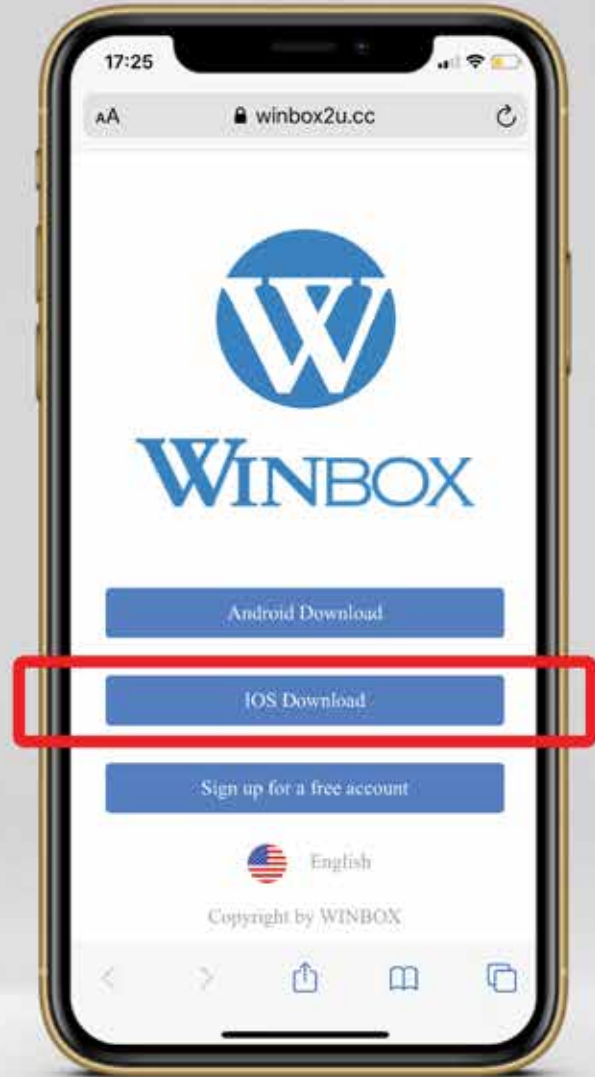 17:25
AA winbox2u.cc
W
WINBOX
Android Download
IOS Download
Sign up for a free account
English
Copyright by WINBOX